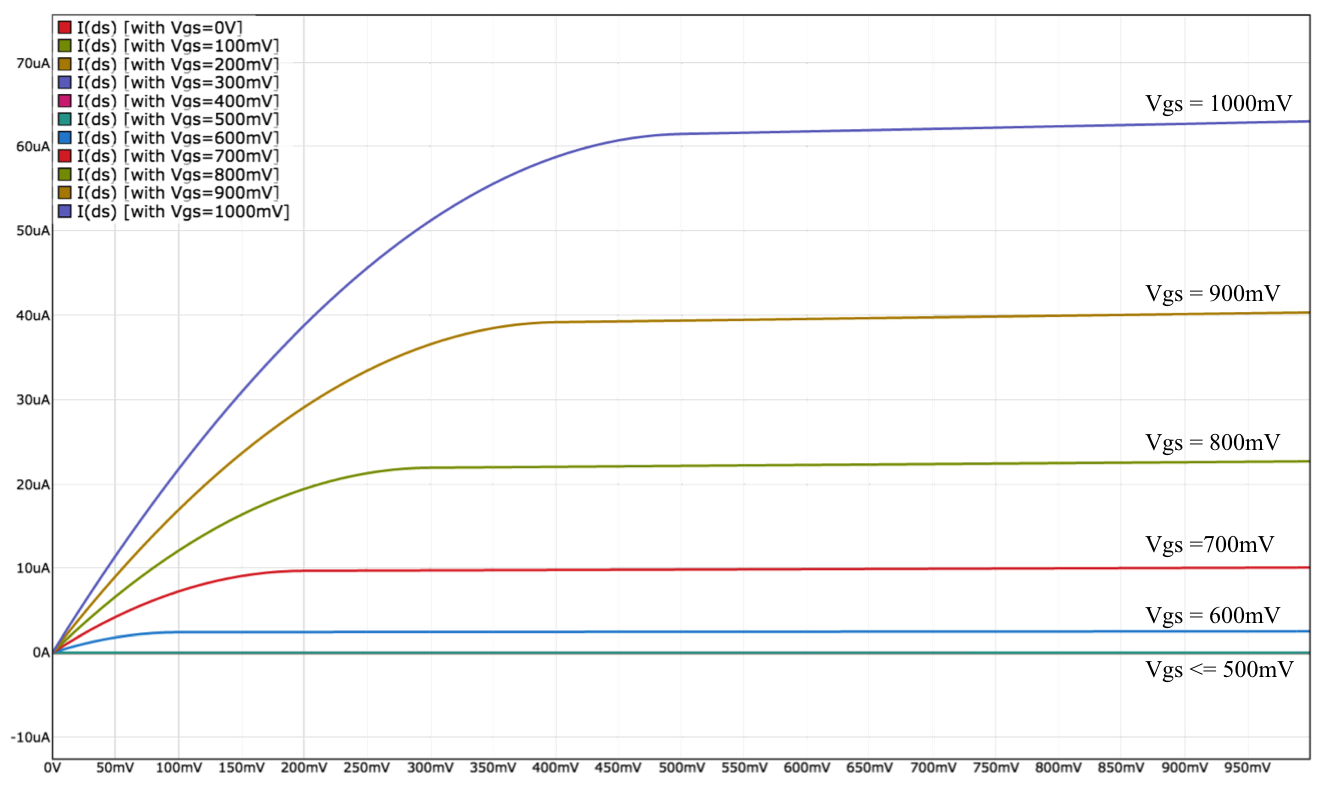 I(ds) [with Vgs=0V]
I(ds) [with Vgs=100mV]
I(ds) [with Vgs=200mV]
I(ds) [with Vgs=300mV]
I(ds) [with Vgs=400mV]
I(ds) [with Vgs=500mV]
I(ds) [with Vgs=600mV]
I(ds) [with Vgs=700mV]
I(ds) [with Vgs=800mV]
I(ds) [with Vgs=900mV]
I(ds) [with Vgs=1000mV]
70uA
60uA
50uA
40uA
30uA
20uA
10uA
0A
-10uA
Vgs = 1000mV
Vgs = 900mV
Vgs = 800mV
Vgs =700mV
Vgs = 600mV
Vgs <= 500mV
0V 50mV 100mV 150mV 200mV 250mV 300mV 350mV 400mV 450mV 500mV 550mV 600mV 650mV 700mV 750mV 800mV 850mV 900mV 950mV